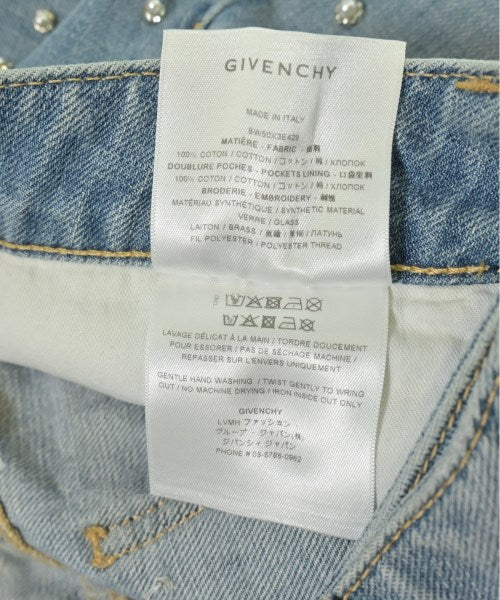 GIVENCHY
MADE IN ITALY
BW50X3E429
MATIÈRE - FABRIC - 面料
100% COTON / COTTON / コットン / 棉 / ХЛОПОК
DOUBLURE POCHES - POCKETS LINING - 口袋里料
100% COTON / COTTON / コットン / 棉 / ХЛОПОК
BRODERIE - EMBROIDERY - 刺绣
MATÉRIAU SYNTHÉTIQUE / SYNTHETIC MATERIAL
VERRE / GLASS
LAITON / BRASS / 真鍮 / 黄铜 / ЛАТУНЬ
FIL POLYESTER / POLYESTER THREAD
LAVAGE DÉLICAT À LA MAIN / TORDRE DOUCEMENT
POUR ESSORER / PAS DE SÉCHAGE MACHINE /
REPASSER SUR L'ENVERS UNIQUEMENT
GENTLE HAND WASHING / TWIST GENTLY TO WRING
OUT / NO MACHINE DRYING / IRON INSIDE OUT ONLY
GIVENCHY
LVMH ファッション
グループ・ジャパン(株)
ジバンシィ ジャパン
PHONE # 03-5788-0962